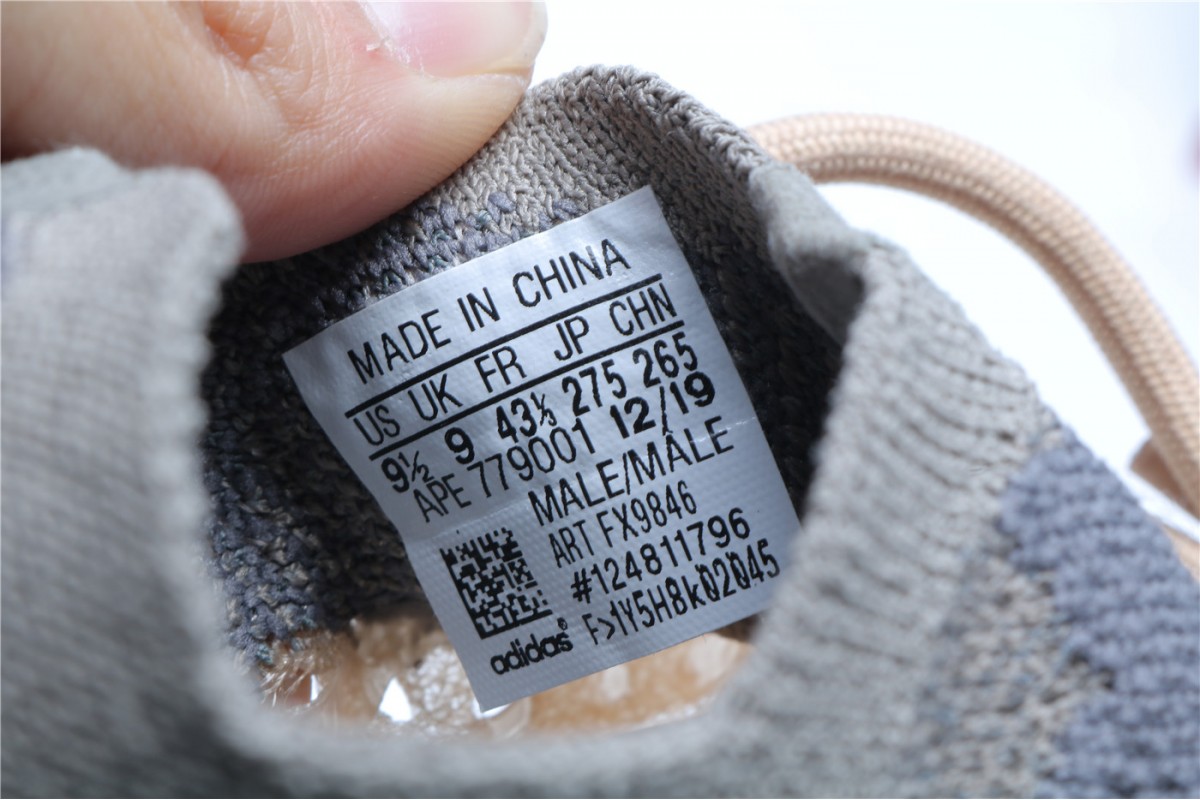 MADE IN CHINA
US UK FR JP CHN
9½ 9 43⅓ 275 265
APE 779001 12/19
MALE/MÂLE
ART FX9846
#124811796
F>1Y5H8k02045
adidas®